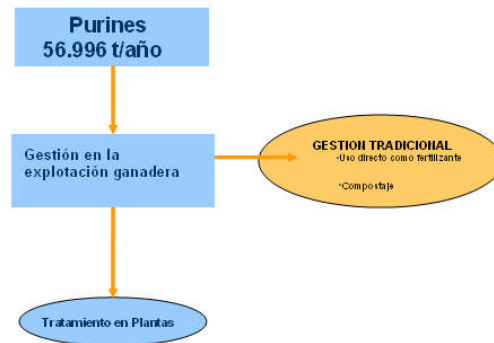 Purines
56.996 t/año
Gestión en la
explotación ganadera
GESTION TRADICIONAL
•Uso directo como fertilizante
•Compostaje
Tratamiento en Plantas